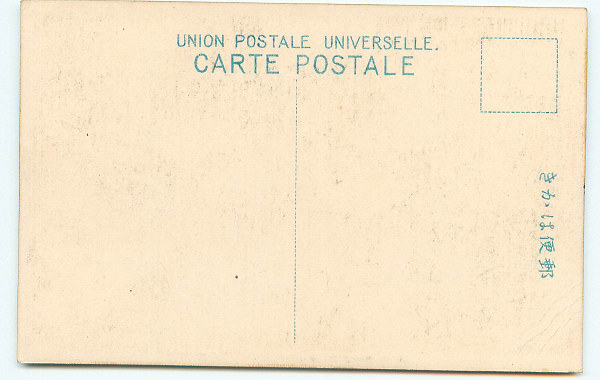 UNION POSTALE UNIVERSELLE.
CARTE POSTALE
きかは便郵